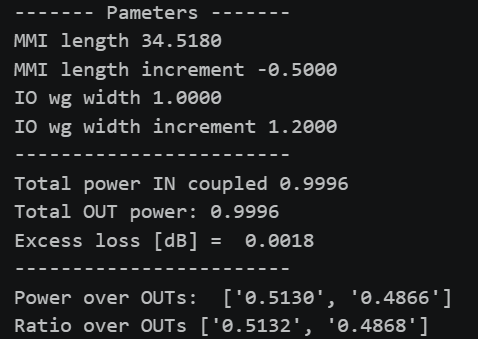 ------- Pameters -------
MMI length 34.5180
MMI length increment -0.5000
IO wg width 1.0000
IO wg width increment 1.2000
------------------------
Total power IN coupled 0.9996
Total OUT power: 0.9996
Excess loss [dB] =  0.0018
------------------------
Power over OUTs:  ['0.5130', '0.4866']
Ratio over OUTs ['0.5132', '0.4868']